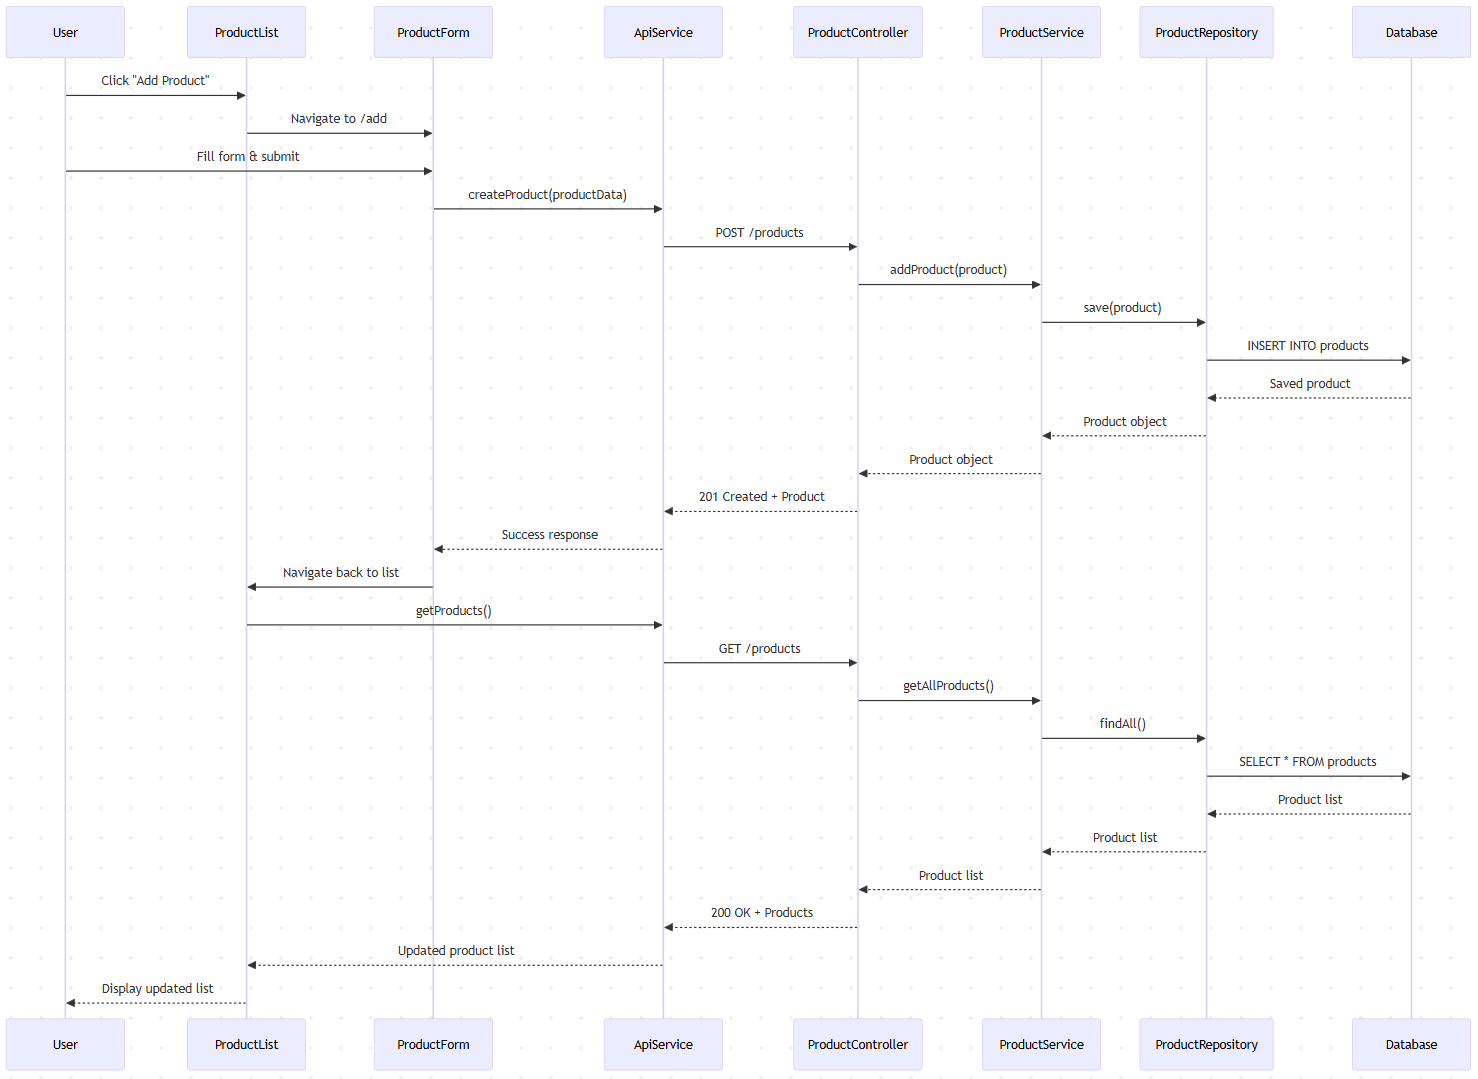 User
ProductList
ProductForm
ApiService
ProductController
ProductService
ProductRepository
Database
Click "Add Product"
Navigate to /add
Fill form & submit
createProduct(productData)
POST /products
addProduct(product)
save(product)
INSERT INTO products
Saved product
Product object
Product object
201 Created + Product
Success response
Navigate back to list
getProducts()
GET /products
getAllProducts()
findAll()
SELECT * FROM products
Product list
Product list
Product list
200 OK + Products
Updated product list
Display updated list
User
ProductList
ProductForm
ApiService
ProductController
ProductService
ProductRepository
Database